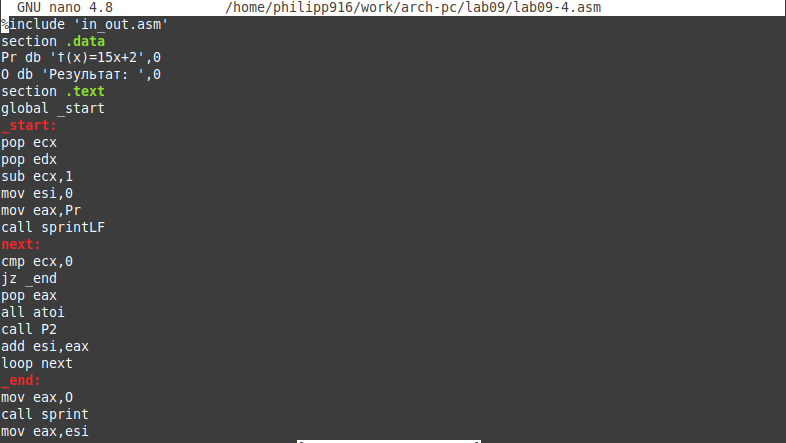 GNU nano 4.8 /home/philipp916/work/arch-pc/lab09/lab09-4.asm
%include 'in_out.asm'
section .data
Pr db 'f(x)=15x+2',0
O db 'Результат: ',0
section .text
global _start
_start:
pop ecx
pop edx
sub ecx,1
mov esi,0
mov eax,Pr
call sprintLF
next:
cmp ecx,0
jz _end
pop eax
all atoi
call P2
add esi,eax
loop next
_end:
mov eax,O
call sprint
mov eax,esi